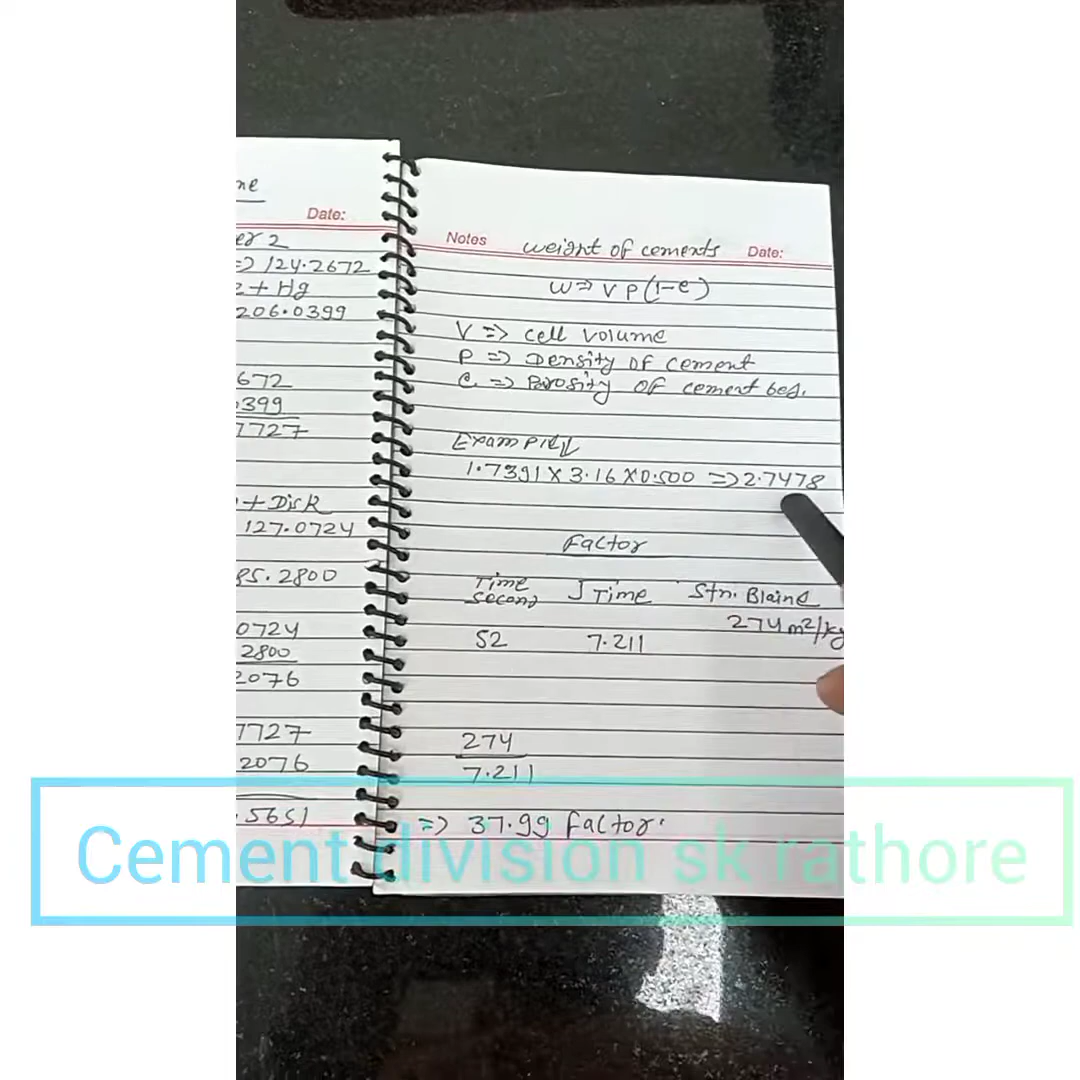 ne
Date:
er 2
=> 124.2672
2 + Hg
206.0399
672
0399
7727
+ Disk
127.0724
85.2800
0724
2800
2076
7727
2076
.5651
Notes weight of cements Date:
w => V P (1-e)
V => cell volume
P => Density of cement
e => Porosity of cement bed.
Example
1.7391 X 3.16 X 0.500 => 2.7478
Factor
Time second √ Time Stn. Blaine
274 m²/kg
52 7.211
274
7.211
=> 37.99 factor.
Cement division sk rathore